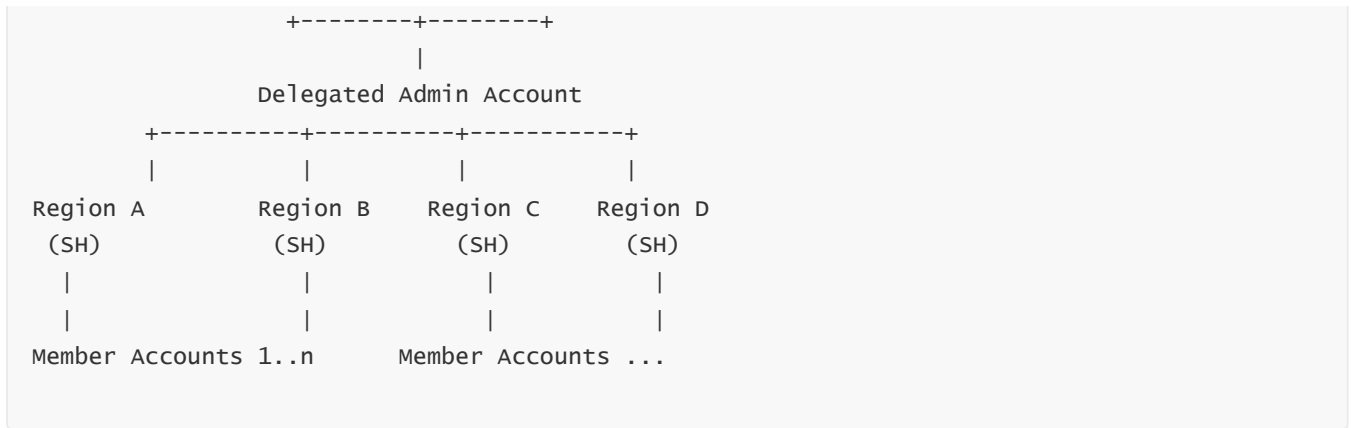 +--------+--------+
|
Delegated Admin Account
+----------+----------+-----------+
| | | |
Region A Region B Region C Region D
(SH) (SH) (SH) (SH)
| | | |
| | | |
Member Accounts 1..n Member Accounts ...